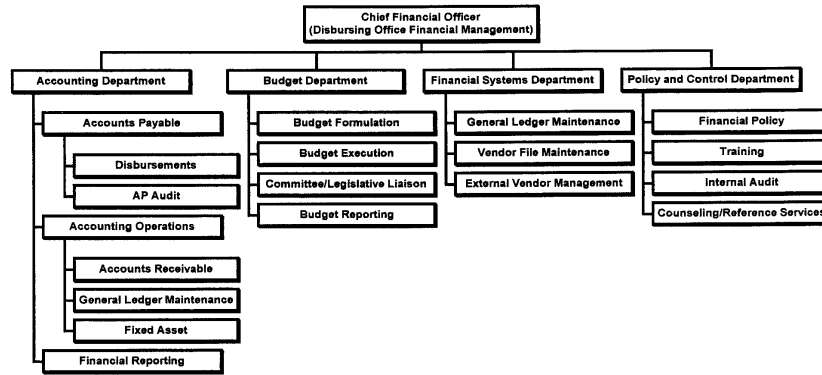 Chief Financial Officer
(Disbursing Office Financial Management)
Accounting Department
Accounts Payable
Disbursements
AP Audit
Accounting Operations
Accounts Receivable
General Ledger Maintenance
Fixed Asset
Financial Reporting
Budget Department
Budget Formulation
Budget Execution
Committee/Legislative Liaison
Budget Reporting
Financial Systems Department
General Ledger Maintenance
Vendor File Maintenance
External Vendor Management
Policy and Control Department
Financial Policy
Training
Internal Audit
Counseling/Reference Services